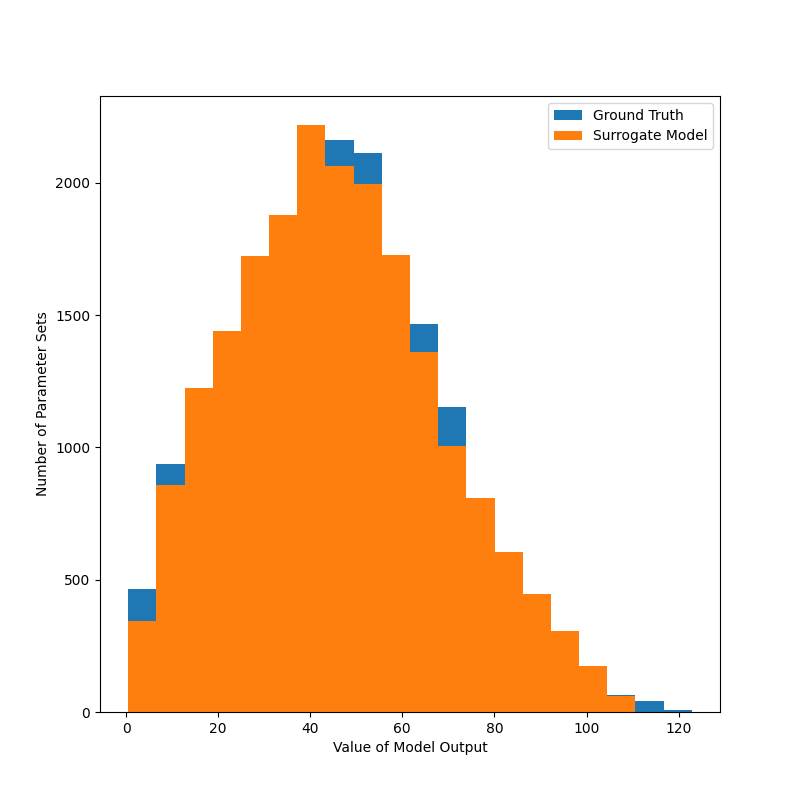 Ground Truth
Surrogate Model
Number of Parameter Sets
2000
1500
1000
500
0
0 20 40 60 80 100 120
Value of Model Output